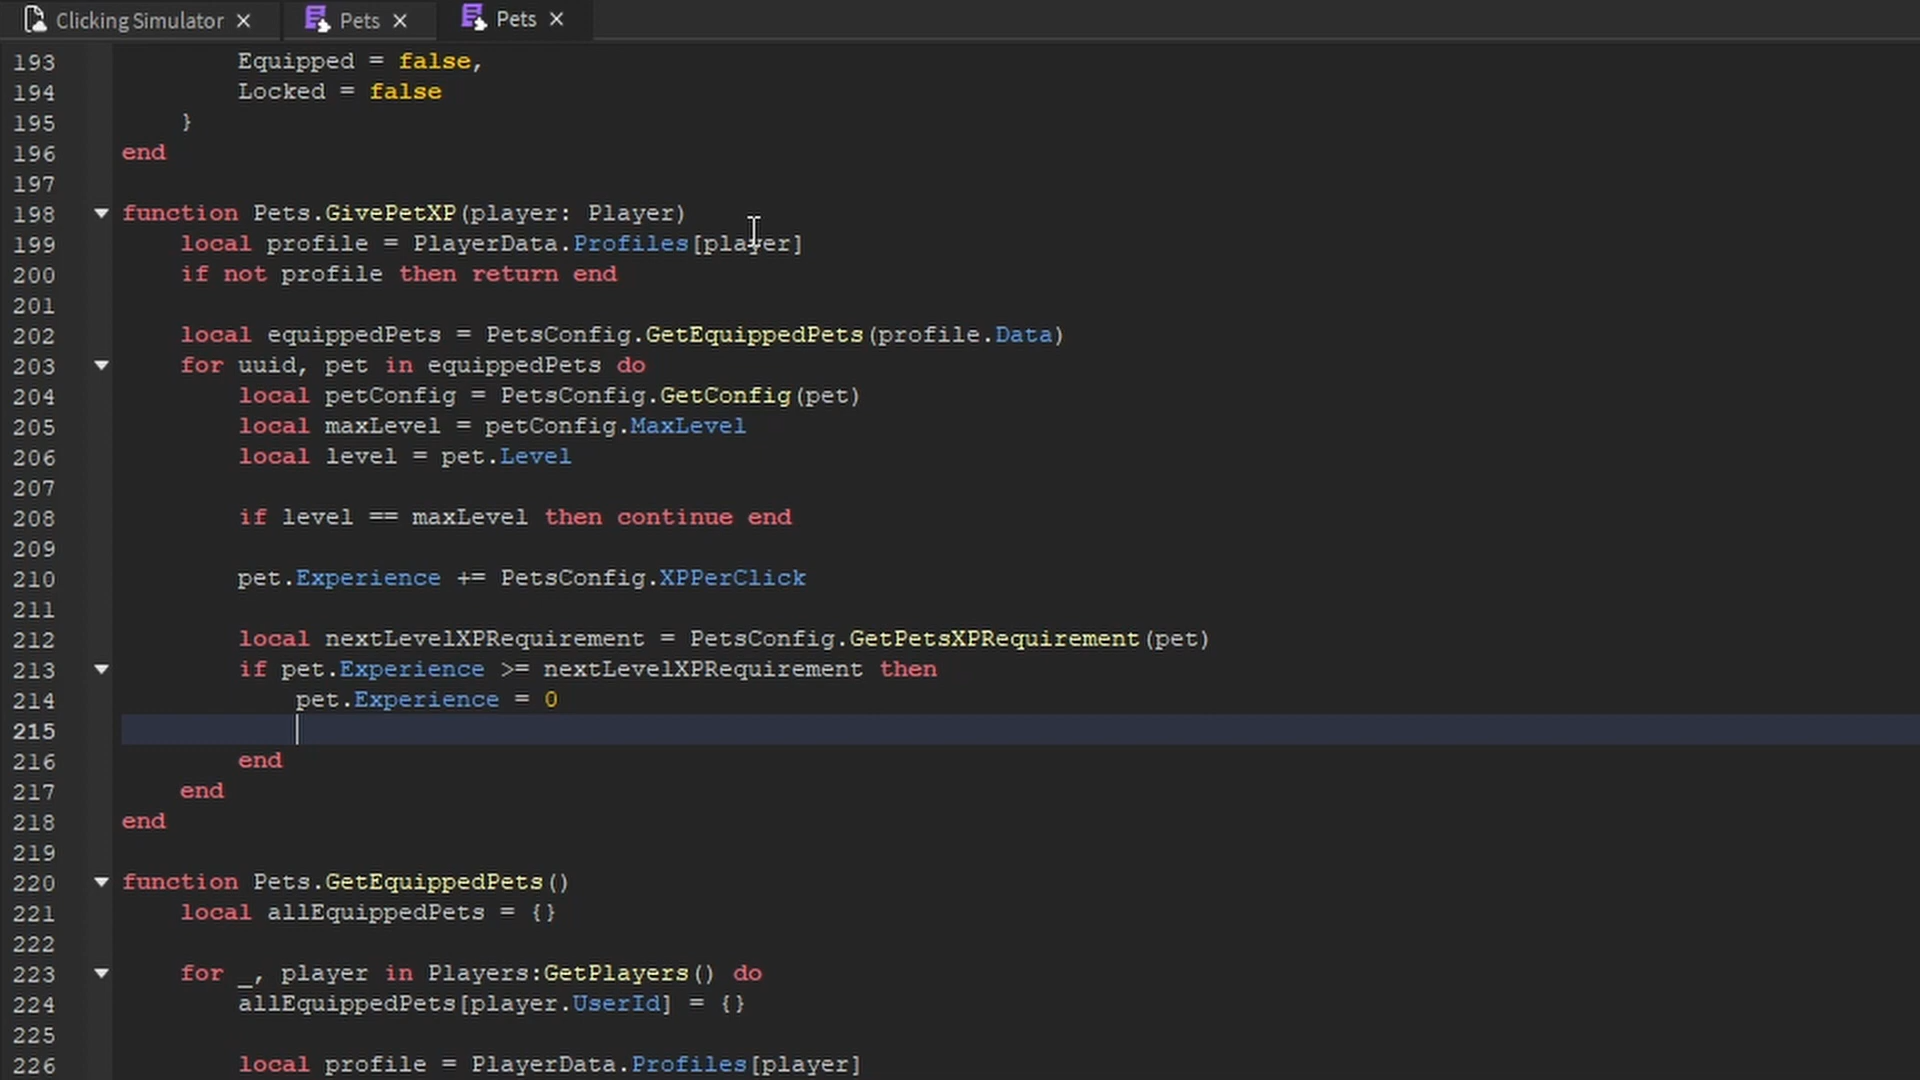 Clicking Simulator × Pets × Pets ×
193 Equipped = false,
194 Locked = false
195 }
196 end
197
198 function Pets.GivePetXP(player: Player)
199 local profile = PlayerData.Profiles[player]
200 if not profile then return end
201
202 local equippedPets = PetsConfig.GetEquippedPets(profile.Data)
203 for uuid, pet in equippedPets do
204 local petConfig = PetsConfig.GetConfig(pet)
205 local maxLevel = petConfig.MaxLevel
206 local level = pet.Level
207
208 if level == maxLevel then continue end
209
210 pet.Experience += PetsConfig.XPPerClick
211
212 local nextLevelXPRequirement = PetsConfig.GetPetsXPRequirement(pet)
213 if pet.Experience >= nextLevelXPRequirement then
214 pet.Experience = 0
215
216 end
217 end
218 end
219
220 function Pets.GetEquippedPets()
221 local allEquippedPets = {}
222
223 for _, player in Players:GetPlayers() do
224 allEquippedPets[player.UserId] = {}
225
226 local profile = PlayerData.Profiles[player]